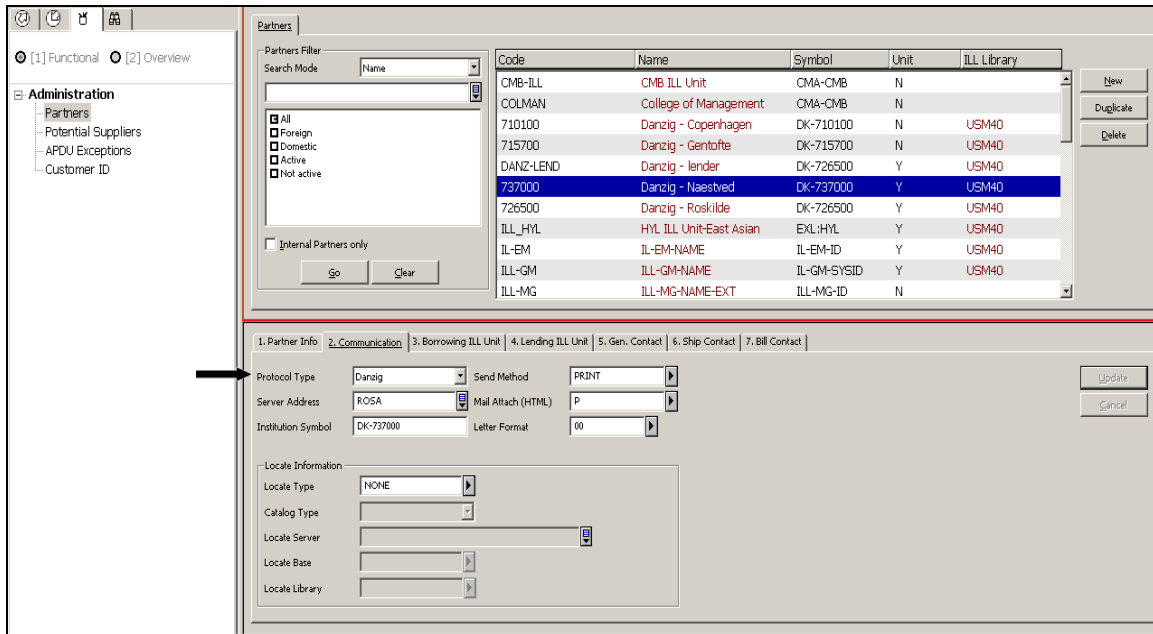 [1] Functional [2] Overview
Administration
Partners
Potential Suppliers
APDU Exceptions
Customer ID
Partners
Partners Filter
Search Mode Name
All
Foreign
Domestic
Active
Not active
Internal Partners only
Go Clear
Code Name Symbol Unit ILL Library
CMB-ILL CMB ILL Unit CMA-CMB N
COLMAN College of Management CMA-CMB N
710100 Danzig - Copenhagen DK-710100 N USM40
715700 Danzig - Gentofte DK-715700 N USM40
DANZ-LEND Danzig - lender DK-726500 Y USM40
737000 Danzig - Naestved DK-737000 Y USM40
726500 Danzig - Roskilde DK-726500 Y USM40
ILL_HYL HYL ILL Unit-East Asian EXL:HYL Y USM40
IL-EM IL-EM-NAME IL-EM-ID Y USM40
ILL-GM ILL-GM-NAME IL-GM-SYSID Y USM40
ILL-MG ILL-MG-NAME-EXT ILL-MG-ID N
New
Duplicate
Delete
1. Partner Info 2. Communication 3. Borrowing ILL Unit 4. Lending ILL Unit 5. Gen. Contact 6. Ship Contact 7. Bill Contact
Protocol Type Danzig Send Method PRINT
Server Address ROSA Mail Attach (HTML) P
Institution Symbol DK-737000 Letter Format 00
Update
Cancel
Locate Information
Locate Type NONE
Catalog Type
Locate Server
Locate Base
Locate Library